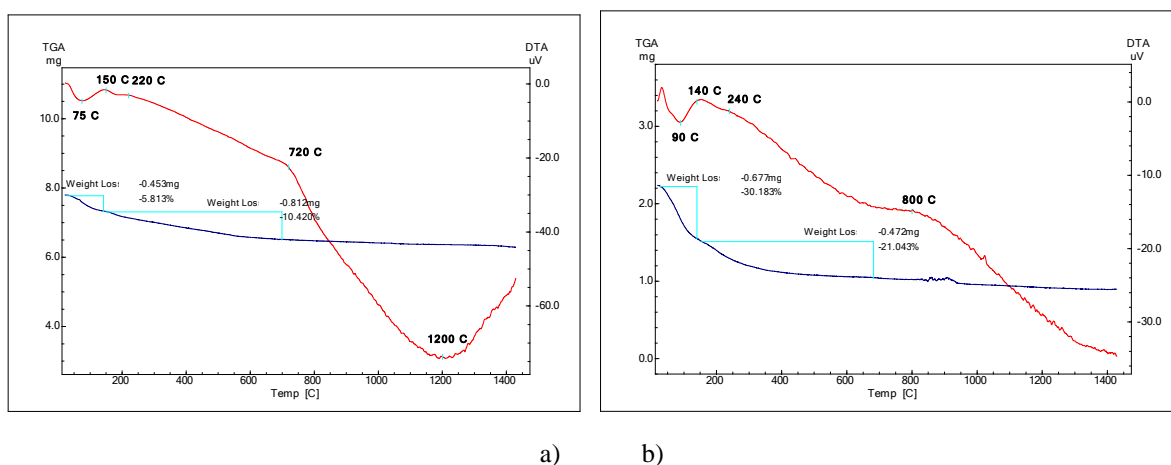 TGA
mg
DTA
uV
150 C 220 C
0.0
75 C
10.0
-20.0
720 C
8.0
Weight Loss -0.453mg
-5.813%
Weight Loss -0.812mg
-10.420%
-40.0
6.0
-60.0
4.0
1200 C
200 400 600 800 1000 1200 1400
Temp [C]
TGA
mg
DTA
uV
140 C
240 C
0.0
3.0
90 C
Weight Loss: -0.677mg
-30.183%
-10.0
2.0
800 C
Weight Loss: -0.472mg
-21.043%
-20.0
1.0
-30.0
0.0
200 400 600 800 1000 1200 1400
Temp [C]
a) b)